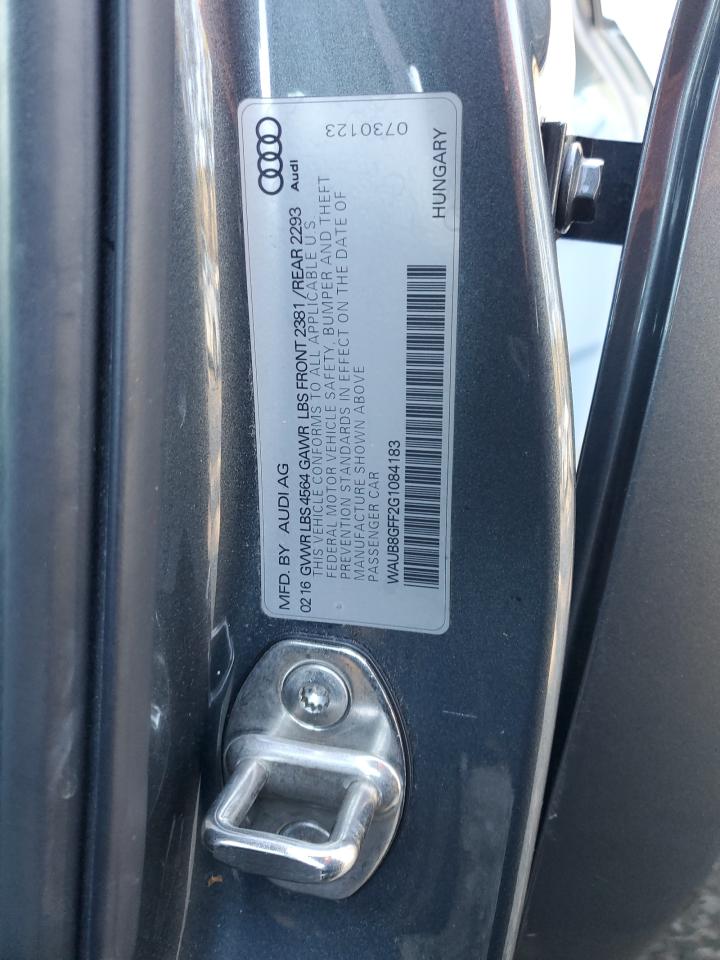 MFD. BY AUDI AG
Audi
02 16 GVWR LBS 4564 GAWR LBS FRONT 2381 / REAR 2293
THIS VEHICLE CONFORMS TO ALL APPLICABLE U.S
FEDERAL MOTOR VEHICLE SAFETY, BUMPER AND THEFT
PREVENTION STANDARDS IN EFFECT ON THE DATE OF
MANUFACTURE SHOWN ABOVE
PASSENGER CAR
WAUB8GFF2G1084183
HUNGARY
0730123